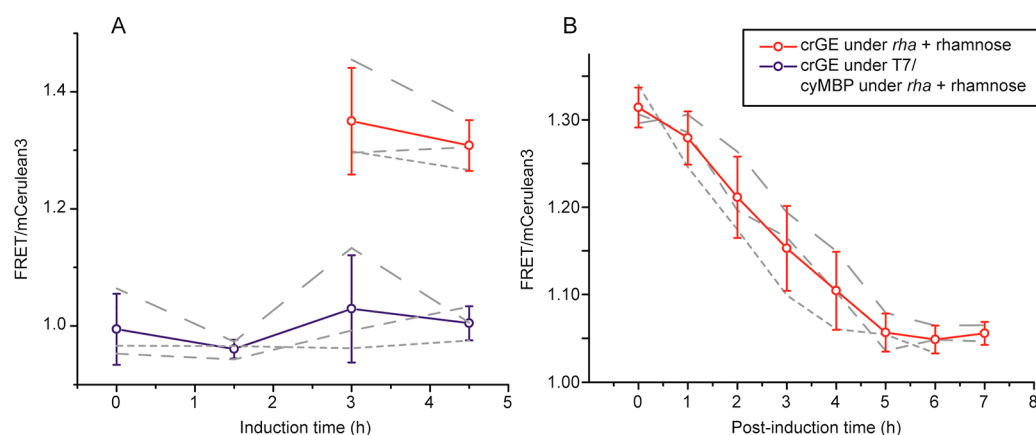 A
FRET/mCerulean3
1.4
1.2
1.0
0
1
2
3
4
5
Induction time (h)
B
crGE under rha + rhamnose
crGE under T7/
cyMBP under rha + rhamnose
FRET/mCerulean3
1.30
1.20
1.10
1.00
0
1
2
3
4
5
6
7
8
Post-induction time (h)